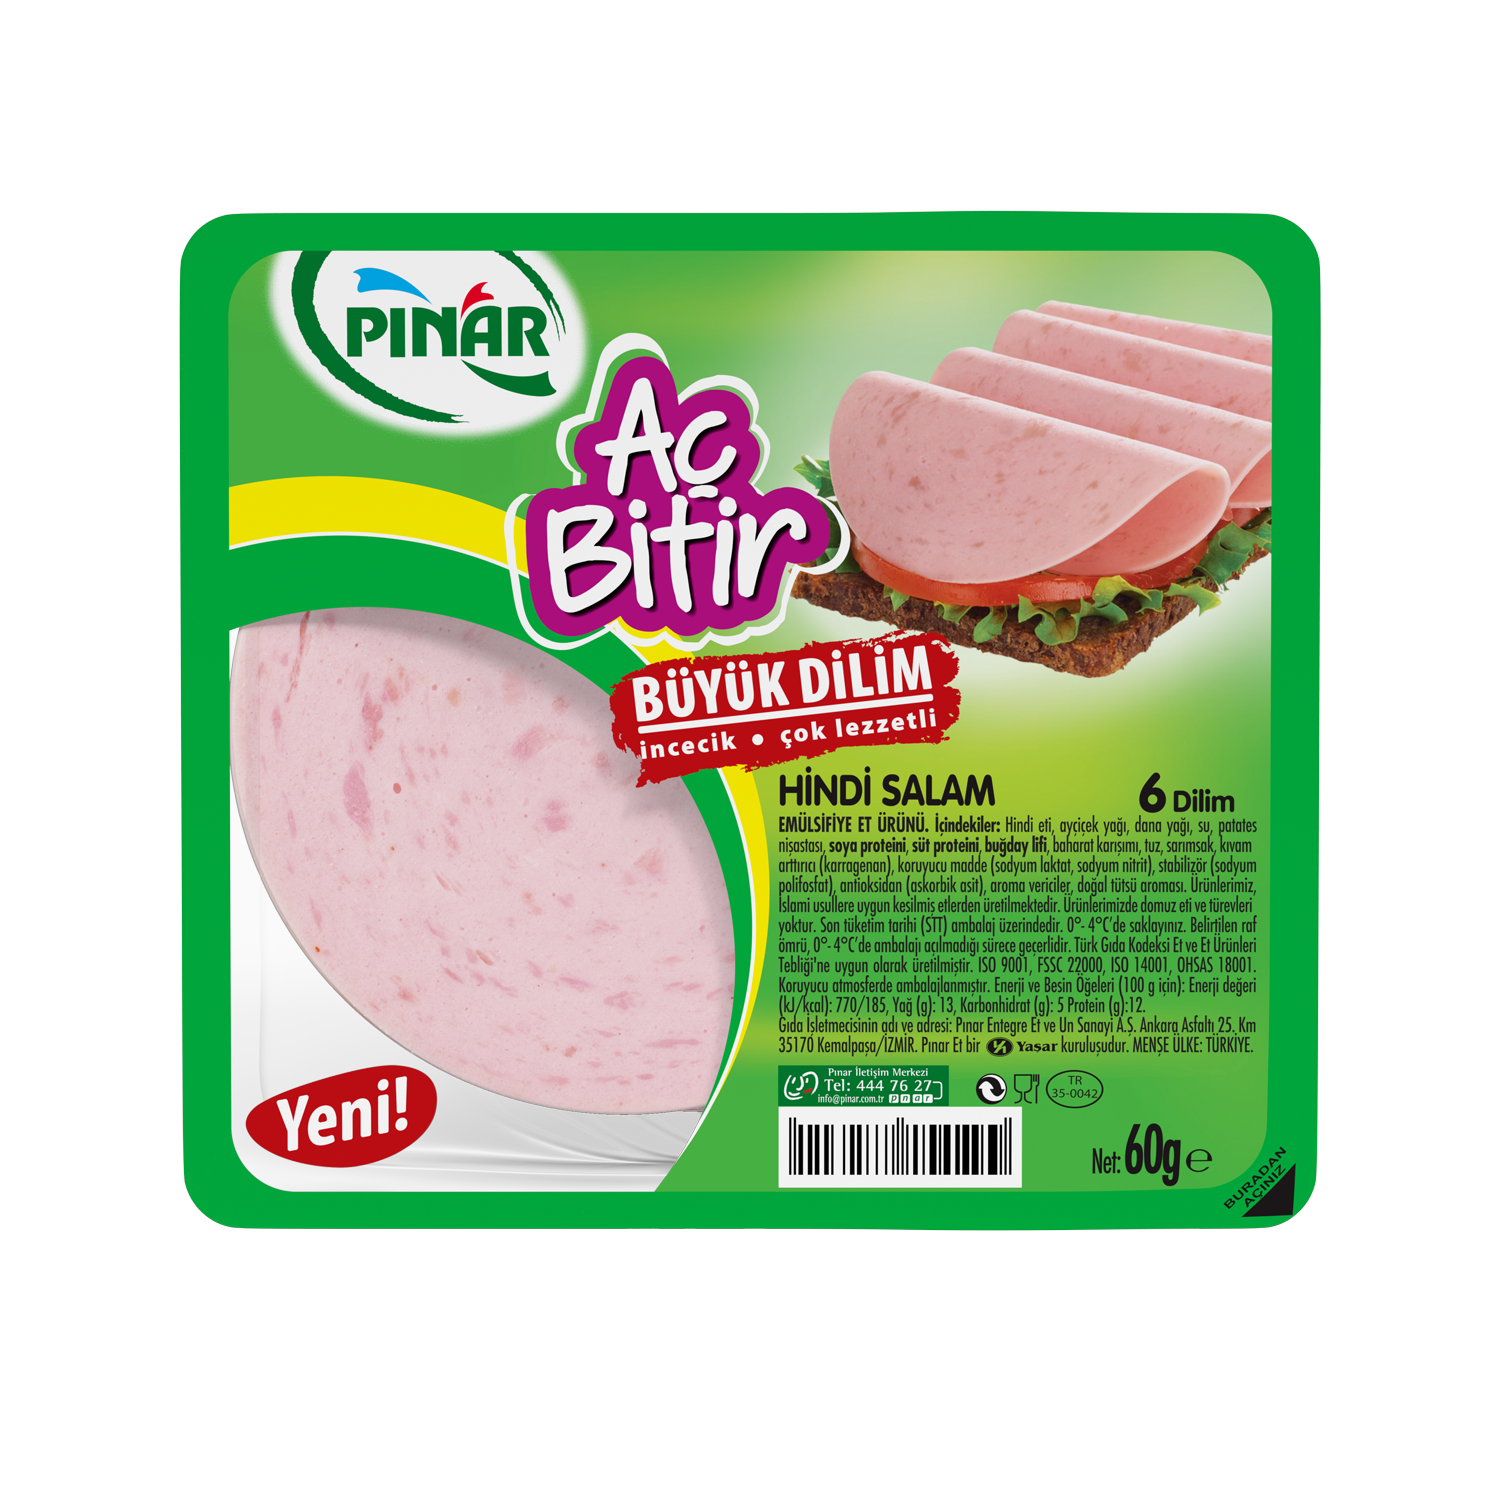 PINAR
Aç
Bitir
BÜYÜK DİLİM
incecik • çok lezzetli
HİNDİ SALAM
6 Dilim
EMÜLSİFİYE ET ÜRÜNÜ. İçindekiler: Hindi eti, ayçiçek yağı, dana yağı, su, patates
nişastası, soya proteini, süt proteini, buğday lifi, baharat karışımı, tuz, sarımsak, kıvam
arttırıcı (karragenan), koruyucu madde (sodyum laktat, sodyum nitrit), stabilizör (sodyum
polifosfat), antioksidan (askorbik asit), aroma vericiler, doğal tütsü aroması. Ürünlerimiz,
İslami usullere uygun kesilmiş etlerden üretilmektedir. Ürünlerimizde domuz eti ve türevleri
yoktur. Son tüketim tarihi (STT) ambalaj üzerindedir. 0°- 4°C'de saklayınız. Belirtilen raf
ömrü, 0°- 4°C'de ambalajı açılmadığı sürece geçerlidir. Türk Gıda Kodeksi Et ve Et Ürünleri
Tebliği'ne uygun olarak üretilmiştir. ISO 9001, FSSC 22000, ISO 14001, OHSAS 18001.
Koruyucu atmosferde ambalajlanmıştır. Enerji ve Besin Öğeleri (100 g için): Enerji değeri
(kJ/kcal): 770/185, Yağ (g): 13, Karbonhidrat (g): 5 Protein (g):12.
Gıda İşletmecisinin adı ve adresi: Pınar Entegre Et ve Un Sanayi A.Ş. Ankara Asfaltı 25. Km
35170 Kemalpaşa/İZMİR. Pınar Et bir Yaşar kuruluşudur. MENŞE ÜLKE: TÜRKİYE.
Pınar İletişim Merkezi
Tel: 444 76 27
info@pinar.com.tr pınar
TR
35-0042
Yeni!
Net: 60g e
BURADAN
AÇINIZ